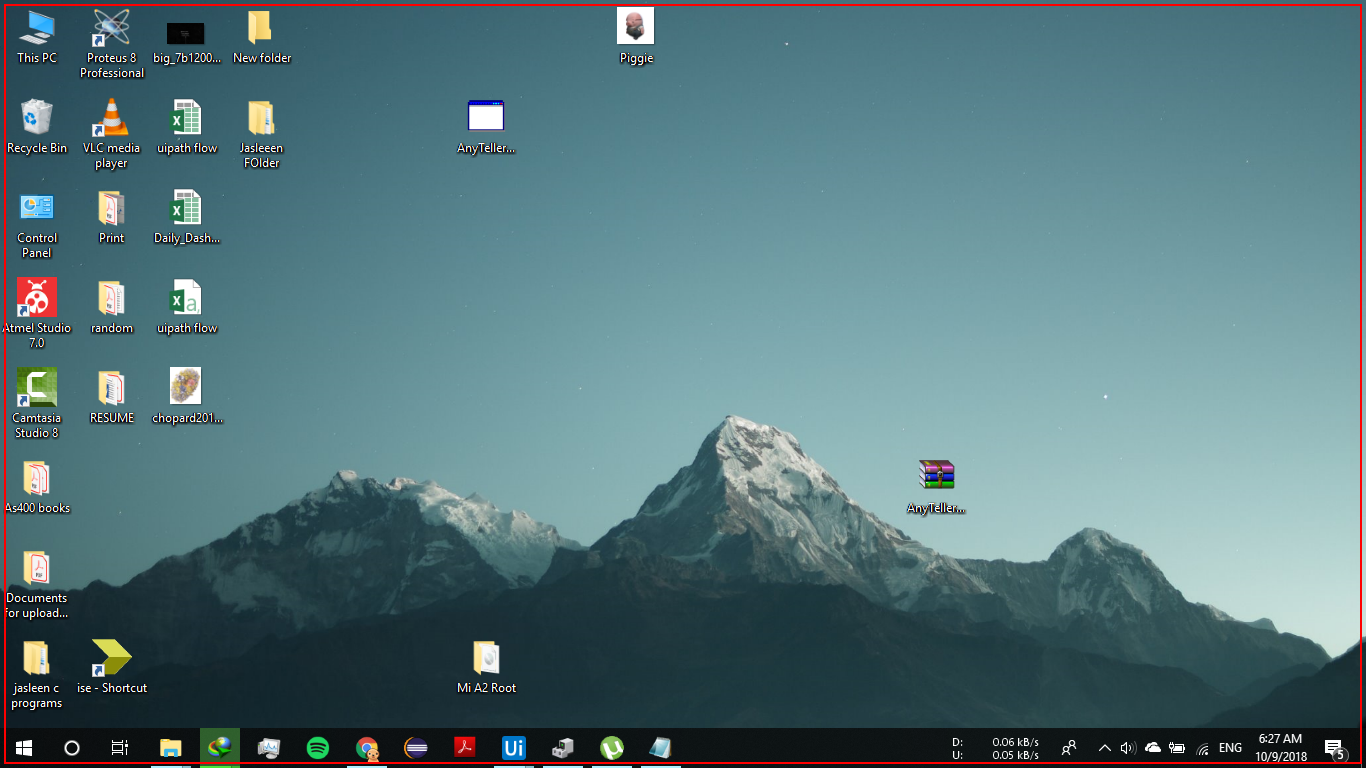 This PC
Proteus 8
Professional
big_7b1200...
New folder
Piggie
Recycle Bin
VLC media
player
uipath flow
Jasleeen
FOlder
AnyTeller...
Control
Panel
Print
Daily_Dash...
Atmel Studio
7.0
random
uipath flow
Camtasia
Studio 8
RESUME
chopard201...
As400 books
AnyTeller...
Documents
for upload...
jasleen c
programs
ise - Shortcut
Mi A2 Root
D: 0.06 kB/s
U: 0.05 kB/s
ENG
6:27 AM
10/9/2018
5
Ui